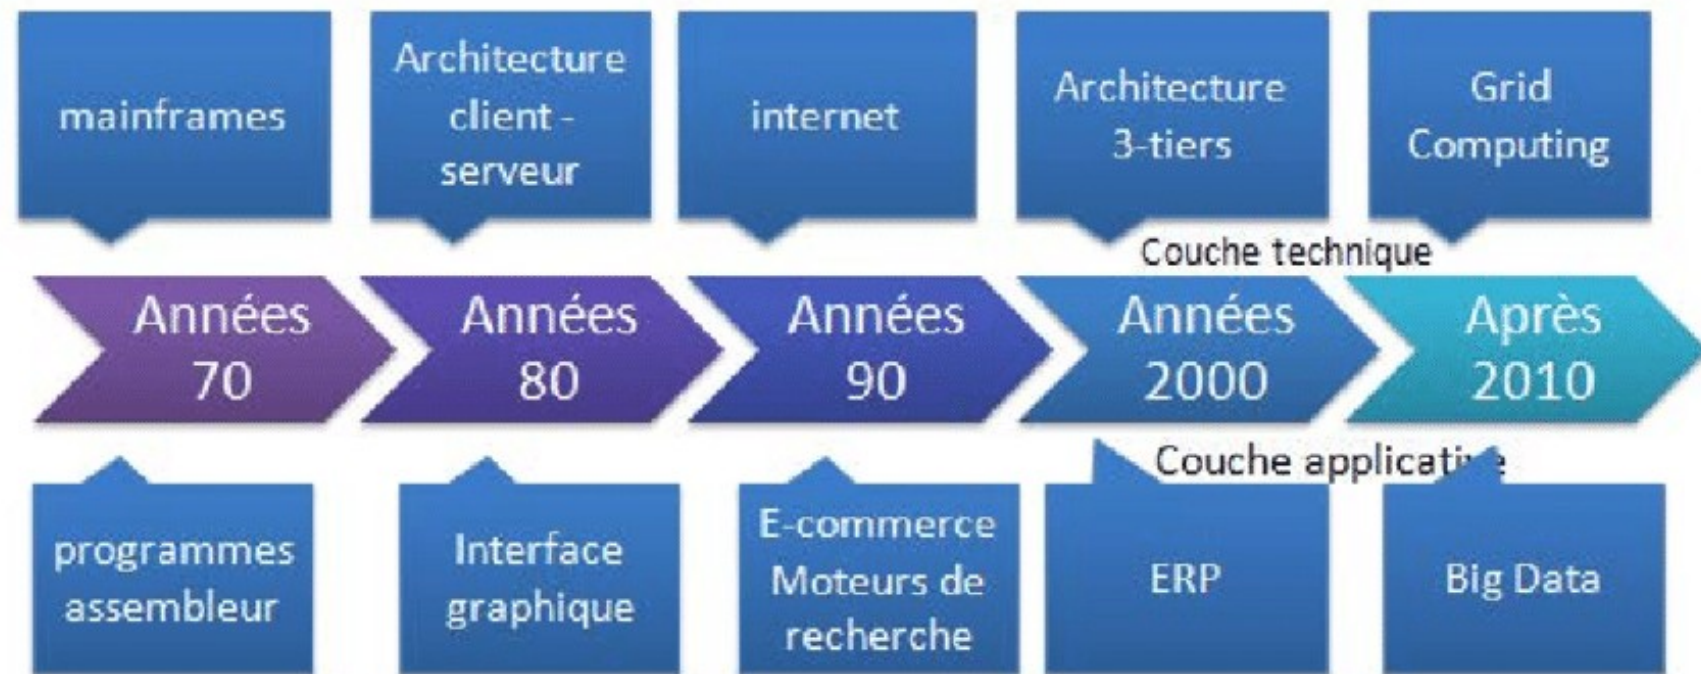 mainframes
Architecture
client -
serveur
internet
Architecture
3-tiers
Grid
Computing
Couche technique
Années
70
Années
80
Années
90
Années
2000
Après
2010
Couche applicative
programmes
assembleur
Interface
graphique
E-commerce
Moteurs de
recherche
ERP
Big Data